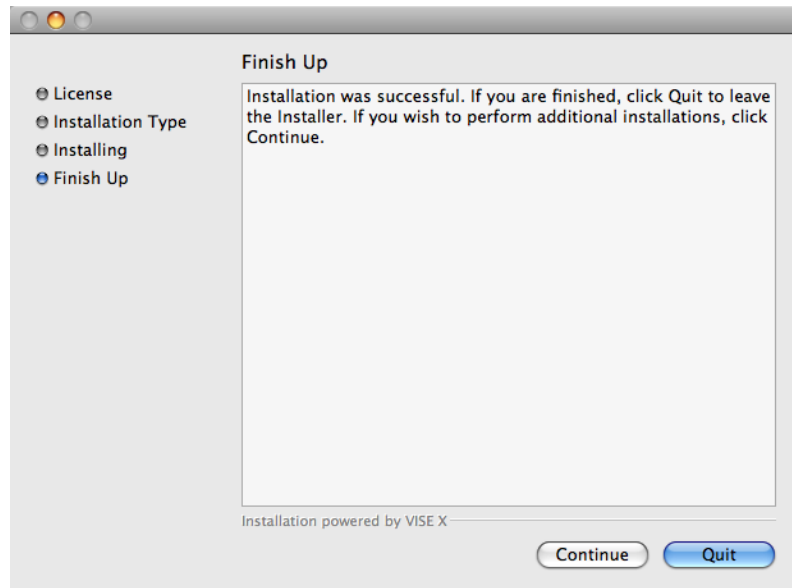 Finish Up
License
Installation Type
Installing
Finish Up
Installation was successful. If you are finished, click Quit to leave
the Installer. If you wish to perform additional installations, click
Continue.
Installation powered by VISE X
Continue
Quit